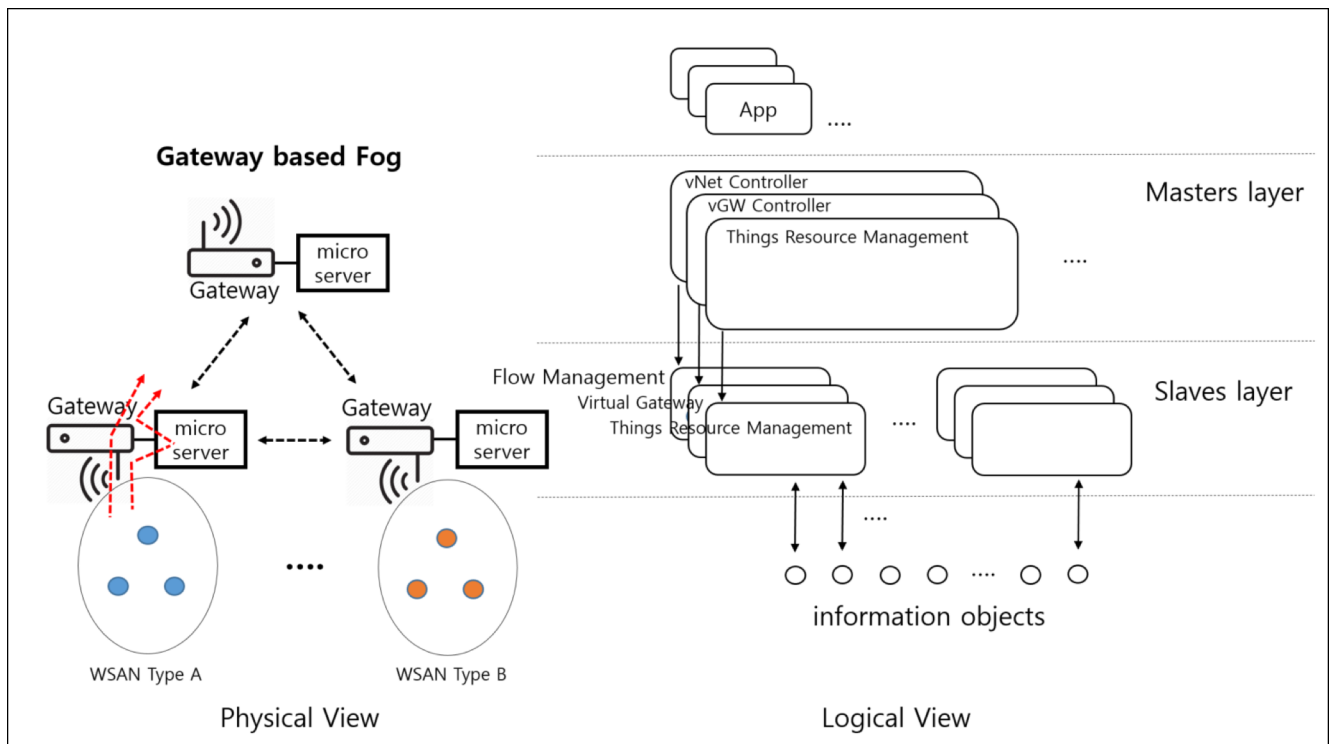 Gateway based Fog
micro
server
Gateway
Gateway
micro
server
Gateway
micro
server
....
WSAN Type A
WSAN Type B
Physical View
App
....
vNet Controller
vGW Controller
Things Resource Management
....
Masters layer
Flow Management
Virtual Gateway
Things Resource Management
....
Slaves layer
....
....
information objects
Logical View